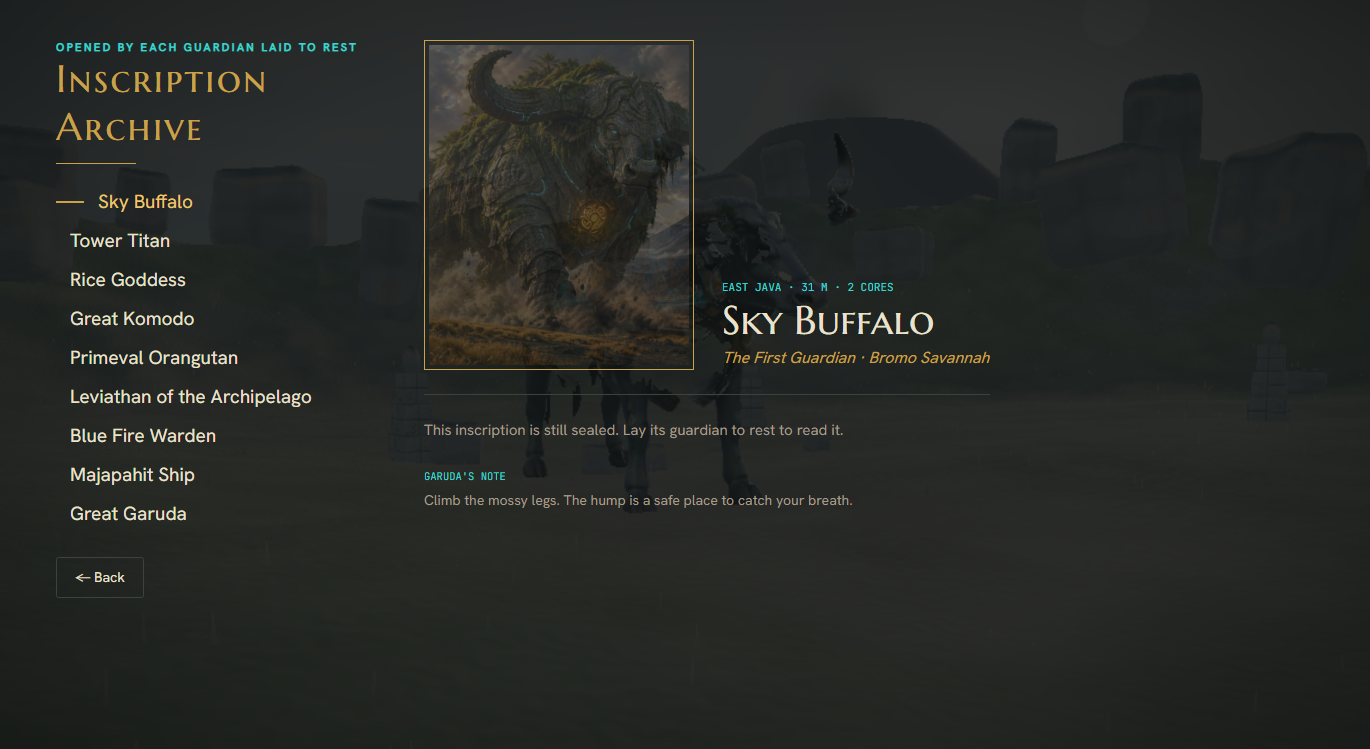 OPENED BY EACH GUARDIAN LAID TO REST
Inscription
Archive
Sky Buffalo
Tower Titan
Rice Goddess
Great Komodo
Primeval Orangutan
Leviathan of the Archipelago
Blue Fire Warden
Majapahit Ship
Great Garuda
← Back
EAST JAVA · 31 M · 2 CORES
Sky Buffalo
The First Guardian · Bromo Savannah
This inscription is still sealed. Lay its guardian to rest to read it.
GARUDA'S NOTE
Climb the mossy legs. The hump is a safe place to catch your breath.